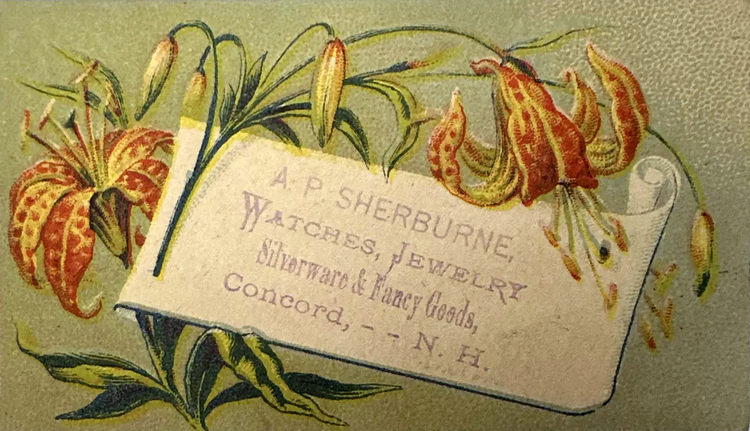 A. P. SHERBURNE,
WATCHES, JEWELRY
Silverware & Fancy Goods,
Concord, - - N. H.